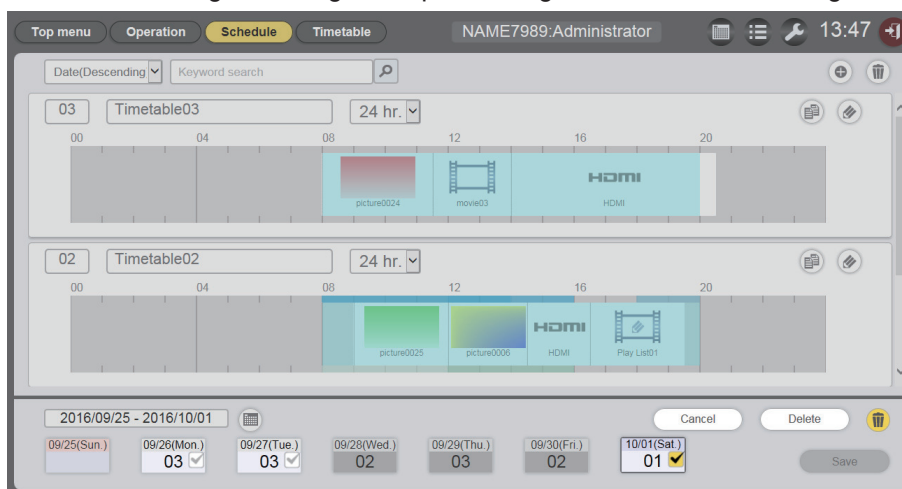 Top menu Operation Schedule Timetable NAME7989:Administrator 13:47
Date(Descending Keyword search
03 Timetable03 24 hr.
00 04 08 12 16 20
HDMI
picture0024 movie03 HDMI
02 Timetable02 24 hr.
00 04 08 12 16 20
HDMI
picture0025 picture0006 HDMI Play List01
2016/09/25 - 2016/10/01 Cancel Delete
09/25(Sun.) 09/26(Mon.) 09/27(Tue.) 09/28(Wed.) 09/29(Thu.) 09/30(Fri.) 10/01(Sat.)
03 03 02 03 02 01 Save